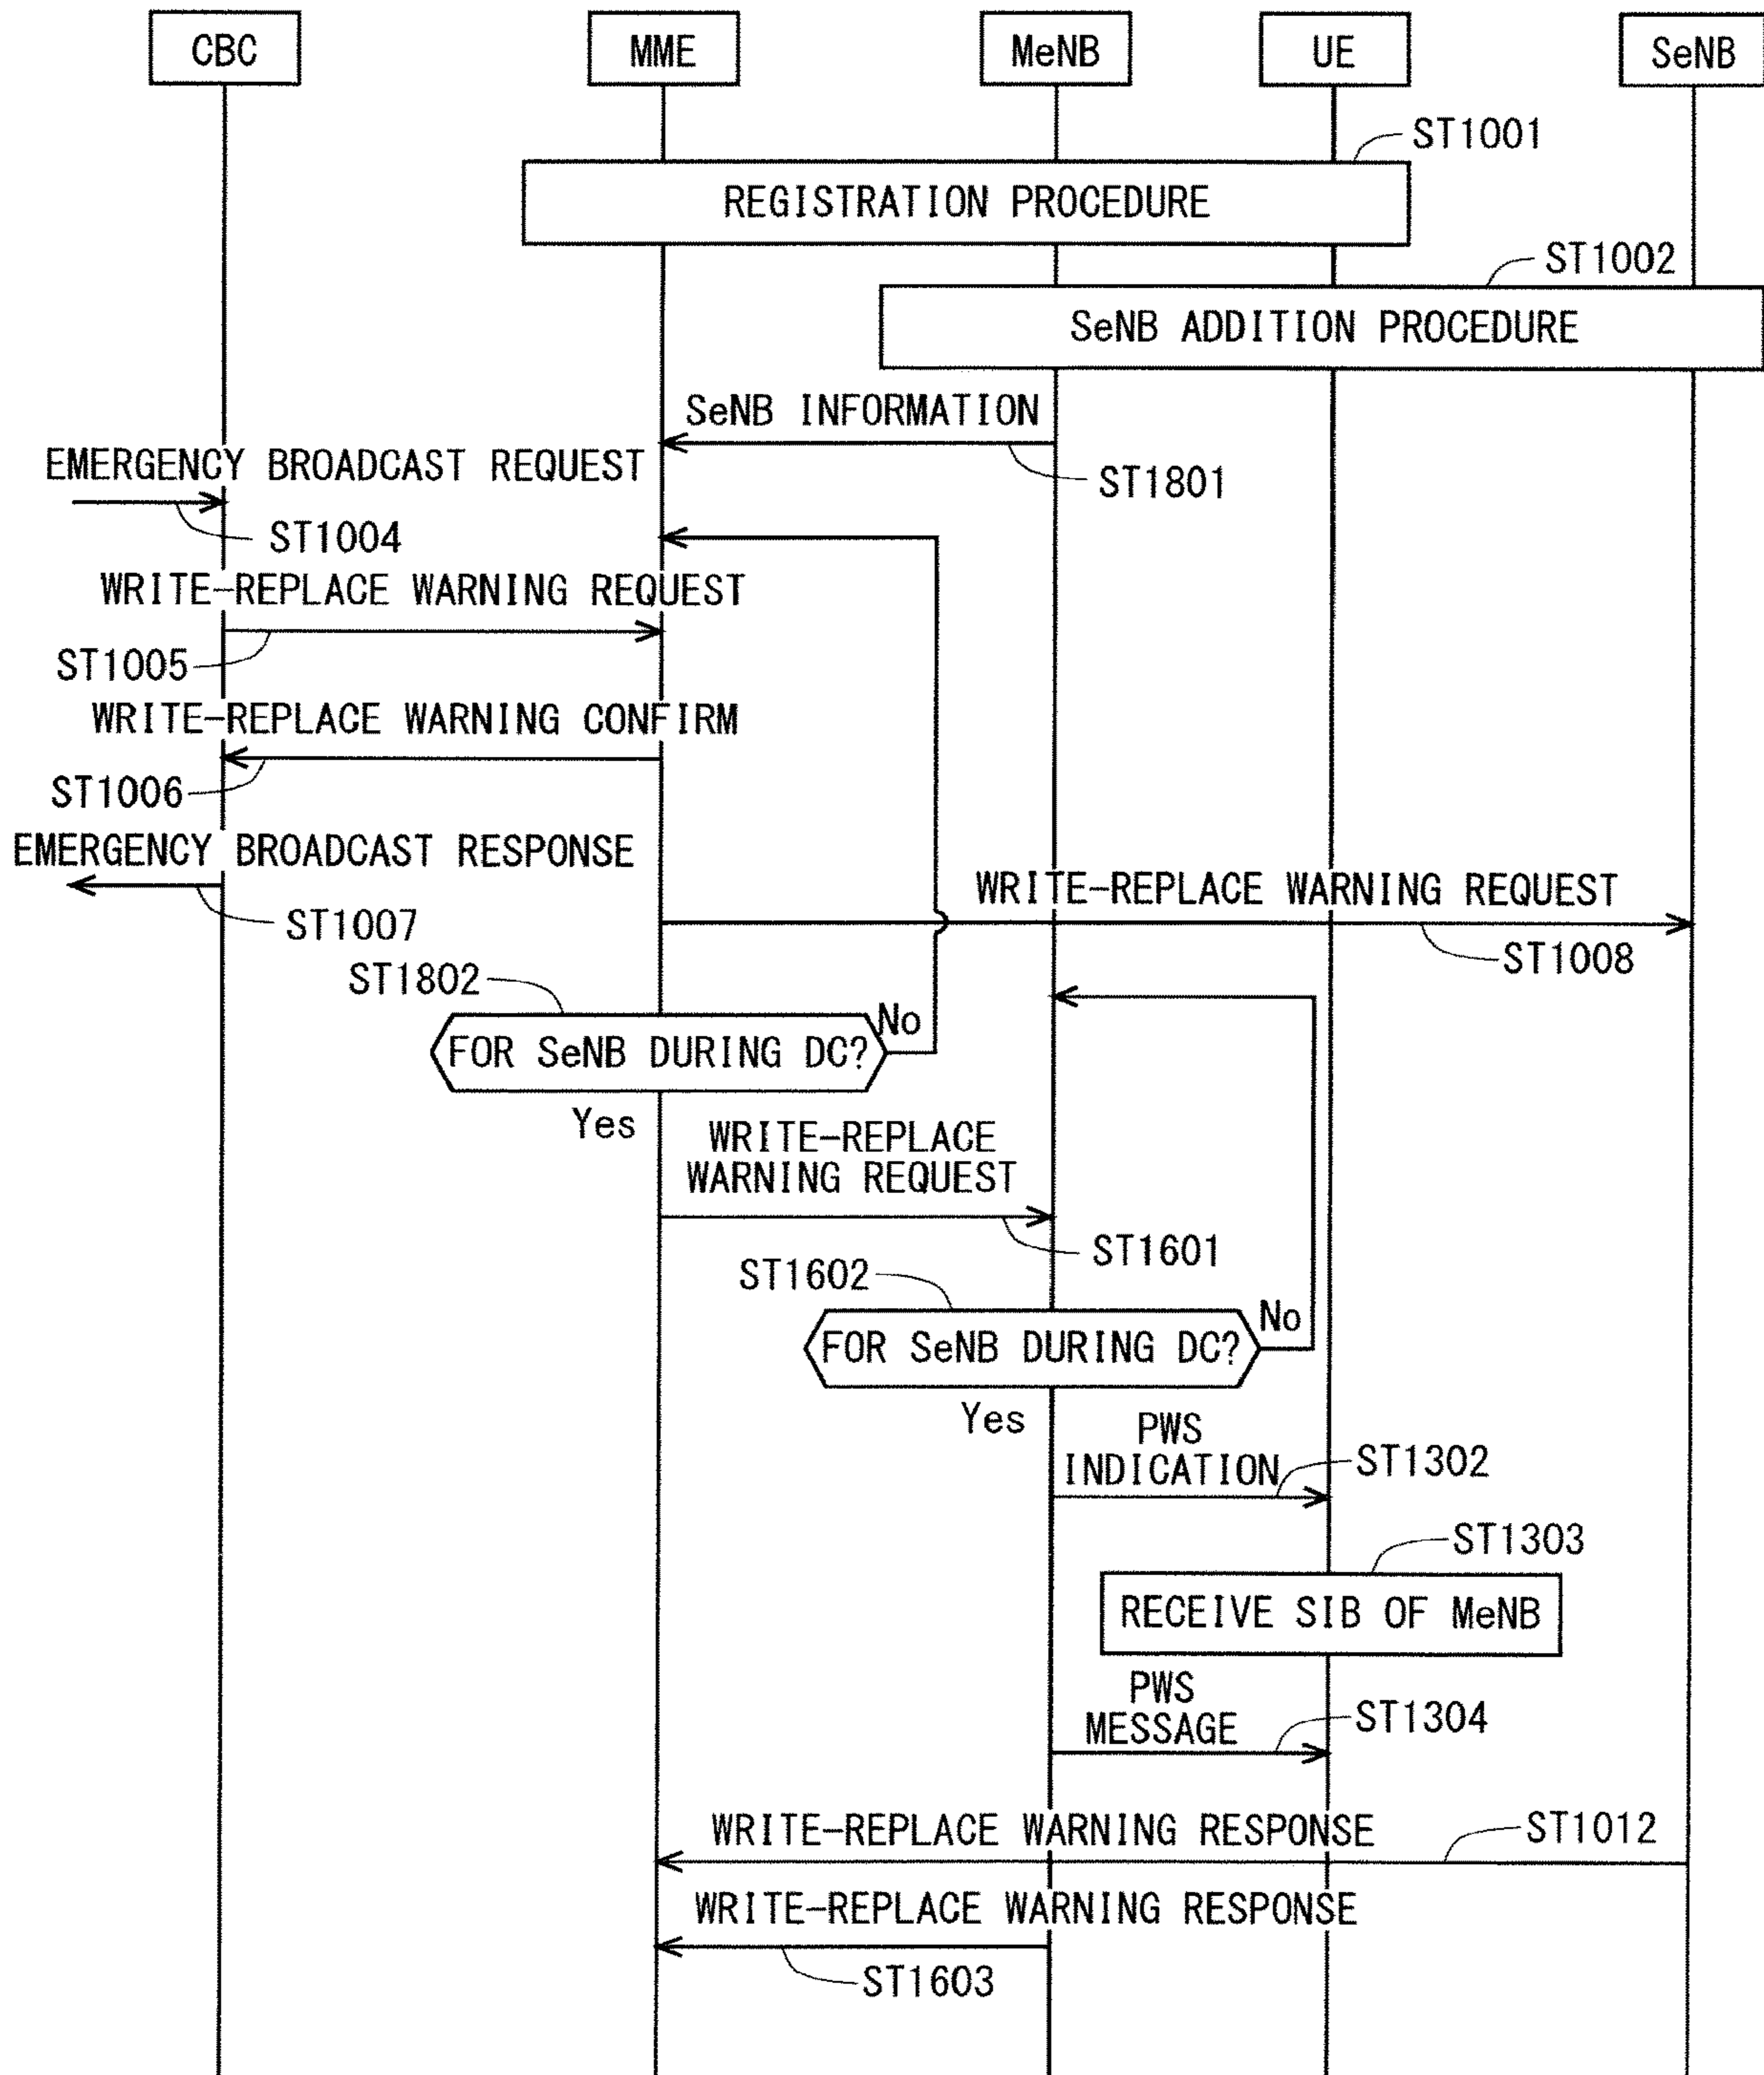 CBC
MME
MeNB
UE
SeNB
ST1001
REGISTRATION PROCEDURE
ST1002
SeNB ADDITION PROCEDURE
SeNB INFORMATION
ST1801
EMERGENCY BROADCAST REQUEST
ST1004
WRITE-REPLACE WARNING REQUEST
ST1005
WRITE-REPLACE WARNING CONFIRM
ST1006
EMERGENCY BROADCAST RESPONSE
ST1007
WRITE-REPLACE WARNING REQUEST
ST1008
ST1802
FOR SeNB DURING DC?
No
Yes
WRITE-REPLACE
WARNING REQUEST
ST1601
ST1602
FOR SeNB DURING DC?
No
Yes
PWS
INDICATION
ST1302
ST1303
RECEIVE SIB OF MeNB
PWS
MESSAGE
ST1304
WRITE-REPLACE WARNING RESPONSE
ST1012
WRITE-REPLACE WARNING RESPONSE
ST1603